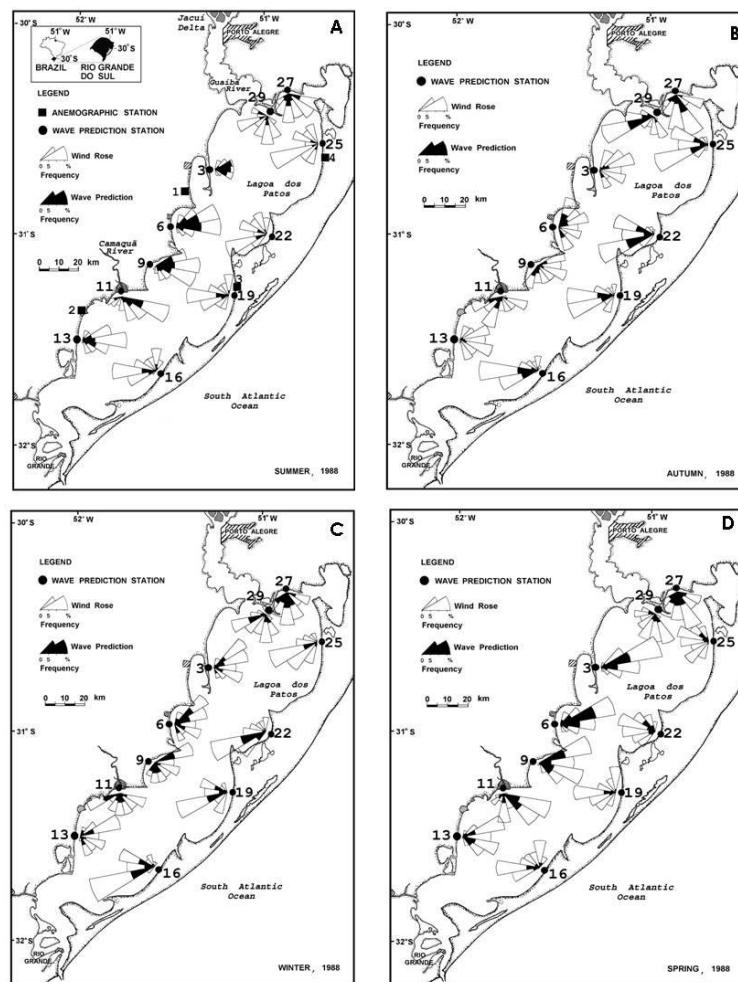 A
Jacuí
Delta
52° W
51° W
30° S
PORTO ALEGRE
51° W
51° W
30° S
30° S
BRAZIL
RIO GRANDE
DO SUL
Guaíba
River
LEGEND
ANEMOGRAPHIC STATION
WAVE PREDICTION STATION
Wind Rose
0 5 %
Frequency
Wave Prediction
0 5 %
Frequency
27
29
25
4
3
1
Lagoa dos
Patos
6
22
31° S
Camaquã
River
0 10 20
km
9
3
11
19
2
13
16
South Atlantic
Ocean
32° S
RIO
GRANDE
SUMMER, 1988
B
52° W
51° W
30° S
PORTO ALEGRE
LEGEND
WAVE PREDICTION STATION
Wind Rose
0 5 %
Frequency
Wave Prediction
0 5 %
Frequency
0 10 20
km
27
29
25
3
Lagoa dos
Patos
6
22
31° S
9
11
19
13
16
South Atlantic
Ocean
32° S
RIO
GRANDE
AUTUMN, 1988
C
52° W
51° W
30° S
PORTO ALEGRE
LEGEND
WAVE PREDICTION STATION
Wind Rose
0 5 %
Frequency
Wave Prediction
0 5 %
Frequency
0 10 20
km
27
29
25
3
Lagoa dos
Patos
6
22
31° S
9
11
19
13
16
South Atlantic
Ocean
32° S
RIO
GRANDE
WINTER, 1988
D
52° W
51° W
30° S
PORTO ALEGRE
LEGEND
WAVE PREDICTION STATION
Wind Rose
0 5 %
Frequency
Wave Prediction
0 5 %
Frequency
0 10 20
km
27
29
25
3
Lagoa dos
Patos
6
22
31° S
9
11
19
13
16
South Atlantic
Ocean
32° S
RIO
GRANDE
SPRING, 1988